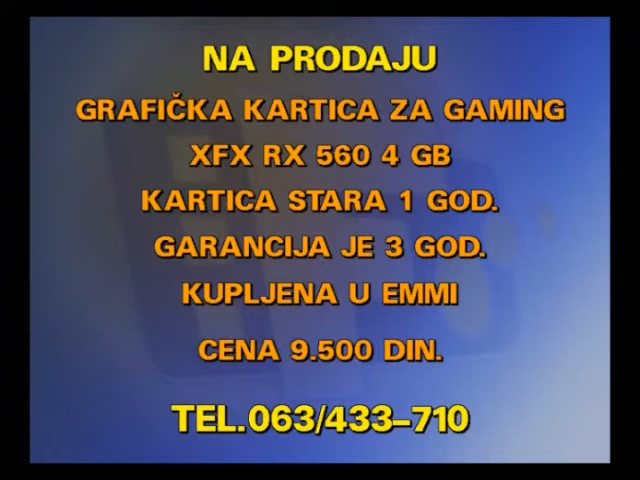 NA PRODAJU
GRAFIČKA KARTICA ZA GAMING
XFX RX 560 4 GB
KARTICA STARA 1 GOD.
GARANCIJA JE 3 GOD.
KUPLJENA U EMMI
CENA 9.500 DIN.
TEL.063/433-710